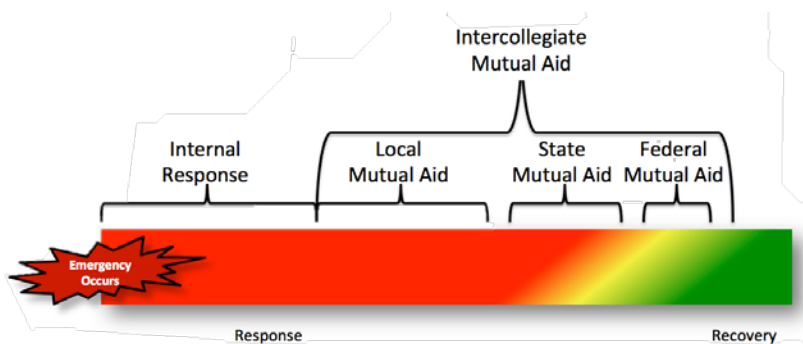 Intercollegiate
Mutual Aid
Internal
Response
Local
Mutual Aid
State
Mutual Aid
Federal
Mutual Aid
Emergency
Occurs
Response
Recovery